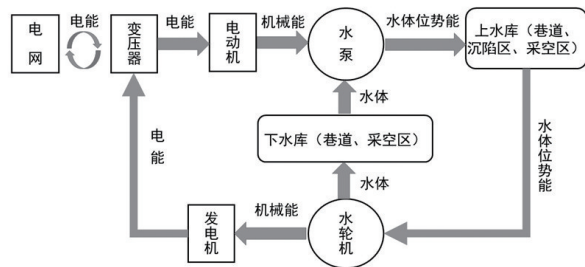 电网
电能
变压器
电能
电动机
机械能
水泵
水体位势能
上水库（巷道、
沉陷区、采空区）
水体
下水库（巷道、采空区）
电能
水体位势能
水体
发电机
机械能
水轮机